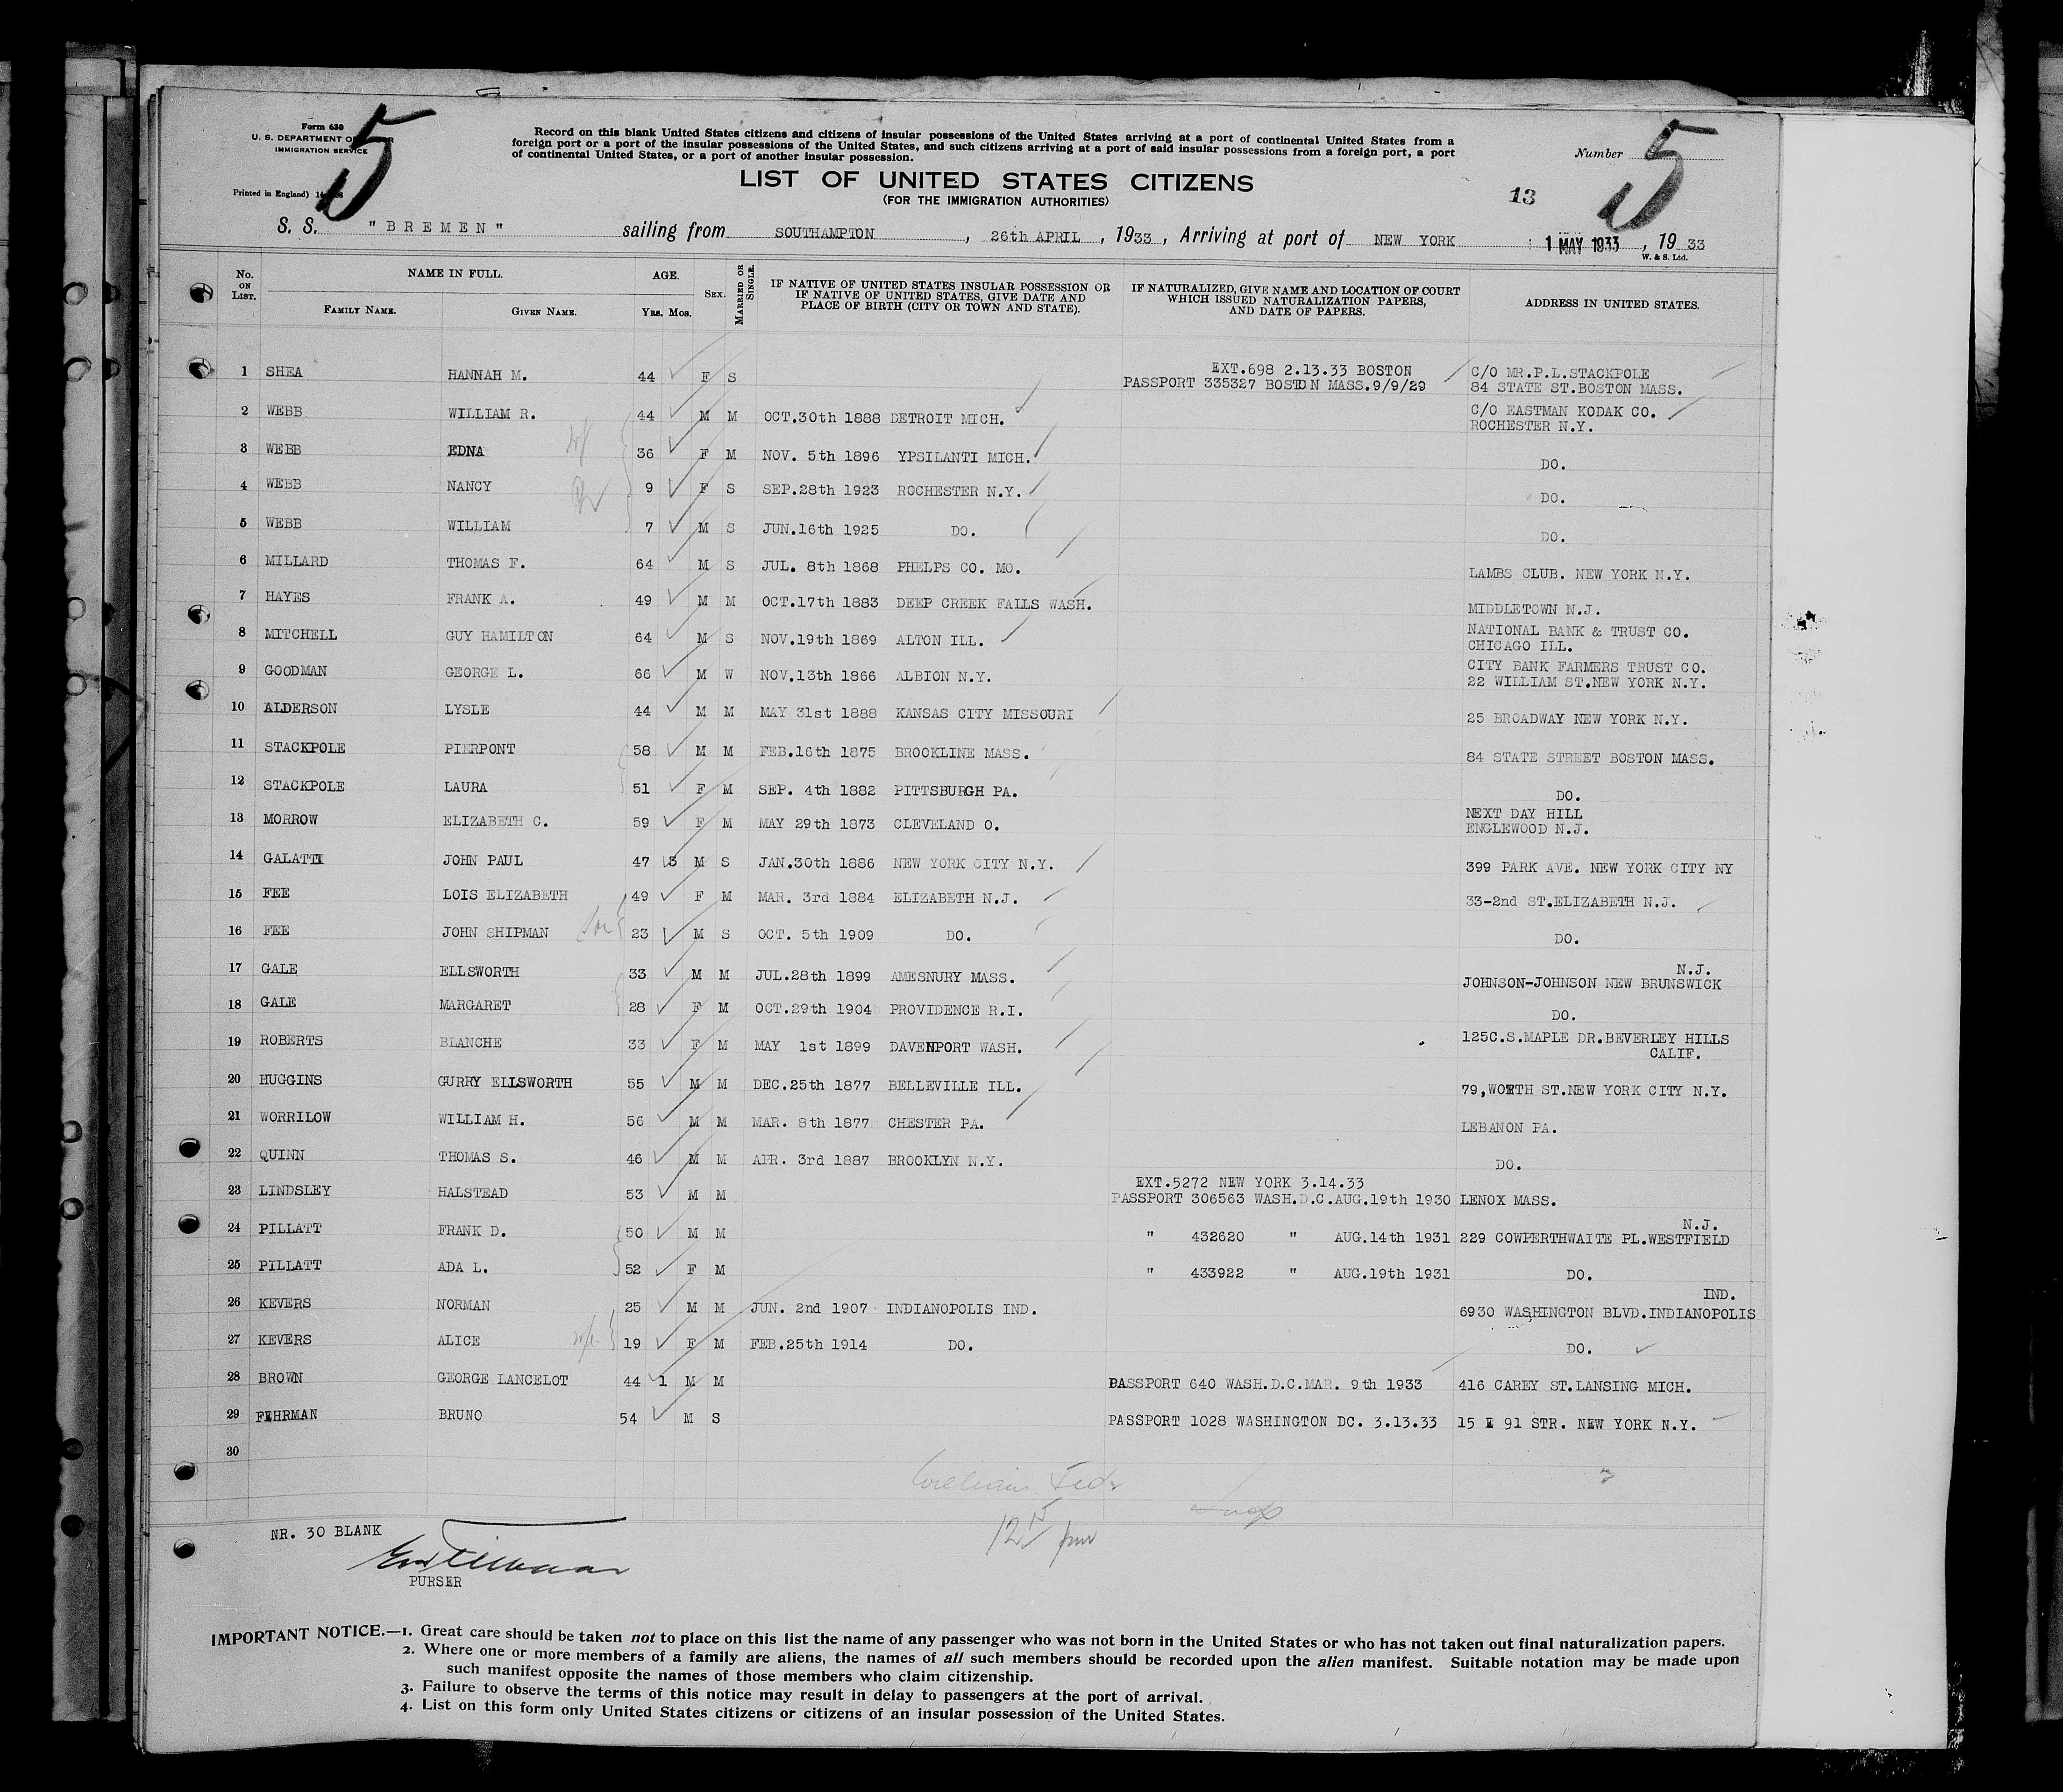 Form 630
U. S. DEPARTMENT OF
IMMIGRATION SERVICE
Printed in England)
5
Record on this blank United States citizens and citizens of insular possessions of the United States arriving at a port of continental United States from a
foreign port or a port of the insular possessions of the United States, and such citizens arriving at a port of said insular possessions from a foreign port, a port
of continental United States, or a port of another insular possession.
Number 5
LIST OF UNITED STATES CITIZENS
(FOR THE IMMIGRATION AUTHORITIES)
13
S. S. "BREMEN" sailing from SOUTHAMPTON, 26th APRIL, 1933, Arriving at port of NEW YORK : 1 MAY 1933, 1933
W. & S. Ltd.
No. ON LIST. NAME IN FULL. AGE. SEX. MARRIED OR SINGLE. IF NATIVE OF UNITED STATES INSULAR POSSESSION OR IF NATIVE OF UNITED STATES, GIVE DATE AND PLACE OF BIRTH (CITY OR TOWN AND STATE). IF NATURALIZED, GIVE NAME AND LOCATION OF COURT WHICH ISSUED NATURALIZATION PAPERS, AND DATE OF PAPERS. ADDRESS IN UNITED STATES.
FAMILY NAME. GIVEN NAME. Yrs. Mos.
1 SHEA HANNAH M. 44 F S EXT.698 2.13.33 BOSTON PASSPORT 335327 BOSTON MASS.9/9/29 C/O MR.P.L.STACKPOLE 84 STATE ST.BOSTON MASS.
2 WEBB WILLIAM R. 44 M M OCT.30th 1888 DETROIT MICH. C/O EASTMAN KODAK CO. ROCHESTER N.Y.
3 WEBB EDNA 36 F M NOV. 5th 1896 YPSILANTI MICH. DO.
4 WEBB NANCY 9 F S SEP.28th 1923 ROCHESTER N.Y. DO.
5 WEBB WILLIAM 7 M S JUN.16th 1925 DO. DO.
6 MILLARD THOMAS F. 64 M S JUL. 8th 1868 PHELPS CO. MO. LAMBS CLUB. NEW YORK N.Y.
7 HAYES FRANK A. 49 M M OCT.17th 1883 DEEP CREEK FALLS WASH. MIDDLETOWN N.J.
8 MITCHELL GUY HAMILTON 64 M S NOV.19th 1869 ALTON ILL. NATIONAL BANK & TRUST CO. CHICAGO ILL.
9 GOODMAN GEORGE L. 66 M W NOV.13th 1866 ALBION N.Y. CITY BANK FARMERS TRUST CO. 22 WILLIAM ST.NEW YORK N.Y.
10 ALDERSON LYSLE 44 M M MAY 31st 1888 KANSAS CITY MISSOURI 25 BROADWAY NEW YORK N.Y.
11 STACKPOLE PIERPONT 58 M M FEB.16th 1875 BROOKLINE MASS. 84 STATE STREET BOSTON MASS.
12 STACKPOLE LAURA 51 F M SEP. 4th 1882 PITTSBURGH PA. DO.
13 MORROW ELIZABETH C. 59 F M MAY 29th 1873 CLEVELAND O. NEXT DAY HILL ENGLEWOOD N.J.
14 GALATTI JOHN PAUL 47 3 M S JAN.30th 1886 NEW YORK CITY N.Y. 399 PARK AVE. NEW YORK CITY NY
15 FEE LOIS ELIZABETH 49 F M MAR. 3rd 1884 ELIZABETH N.J. 33-2nd ST.ELIZABETH N.J.
16 FEE JOHN SHIPMAN 23 M S OCT. 5th 1909 DO. DO.
17 GALE ELLSWORTH 33 M M JUL.28th 1899 AMESNURY MASS. JOHNSON-JOHNSON NEW BRUNSWICK N.J.
18 GALE MARGARET 28 F M OCT.29th 1904 PROVIDENCE R.I. DO.
19 ROBERTS BLANCHE 33 F M MAY 1st 1899 DAVENPORT WASH. 125C.S.MAPLE DR.BEVERLEY HILLS CALIF.
20 HUGGINS GURRY ELLSWORTH 55 M M DEC.25th 1877 BELLEVILLE ILL. 79,WORTH ST.NEW YORK CITY N.Y.
21 WORRILOW WILLIAM H. 56 M M MAR. 8th 1877 CHESTER PA. LEBANON PA.
22 QUINN THOMAS S. 46 M M APR. 3rd 1887 BROOKLYN N.Y. DO.
23 LINDSLEY HALSTEAD 53 M M EXT.5272 NEW YORK 3.14.33 PASSPORT 306563 WASH.D.C.AUG.19th 1930 LENOX MASS.
24 PILLATT FRANK D. 50 M M " 432620 " AUG.14th 1931 229 COWPERTHWAITE PL.WESTFIELD N.J.
25 PILLATT ADA L. 52 F M " 433922 " AUG.19th 1931 DO.
26 KEVERS NORMAN 25 M M JUN. 2nd 1907 INDIANOPOLIS IND. 6930 WASHINGTON BLVD.INDIANOPOLIS IND.
27 KEVERS ALICE 19 F M FEB.25th 1914 DO. DO.
28 BROWN GEORGE LANCELOT 44 1 M M PASSPORT 640 WASH.D.C.MAR. 9th 1933 416 CAREY ST.LANSING MICH.
29 FEHRMAN BRUNO 54 M S PASSPORT 1028 WASHINGTON DC. 3.13.33 15 E 91 STR. NEW YORK N.Y.
30
NR. 30 BLANK
PURSER
IMPORTANT NOTICE.—1. Great care should be taken not to place on this list the name of any passenger who was not born in the United States or who has not taken out final naturalization papers.
2. Where one or more members of a family are aliens, the names of all such members should be recorded upon the alien manifest. Suitable notation may be made upon
such manifest opposite the names of those members who claim citizenship.
3. Failure to observe the terms of this notice may result in delay to passengers at the port of arrival.
4. List on this form only United States citizens or citizens of an insular possession of the United States.